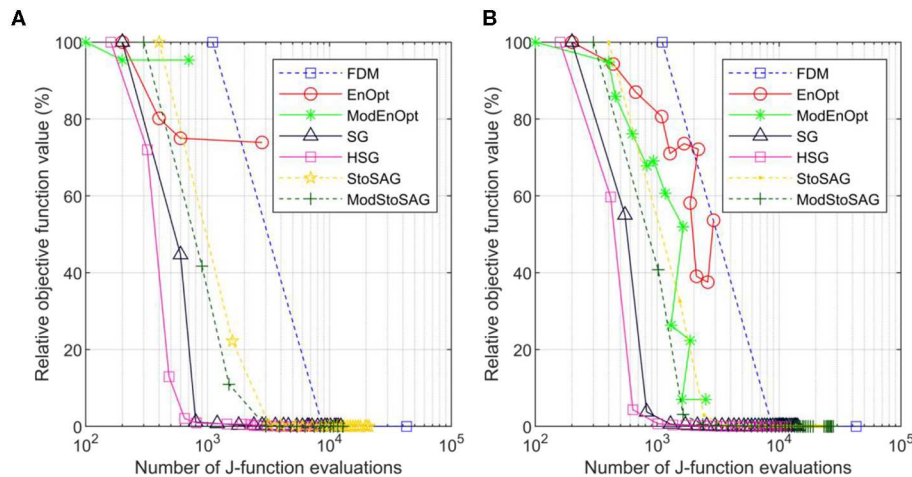 A
Relative objective function value (%)
100
80
60
40
20
0
10^2
10^3
10^4
10^5
Number of J-function evaluations
FDM
EnOpt
ModEnOpt
SG
HSG
StoSAG
ModStoSAG
B
Relative objective function value (%)
100
80
60
40
20
0
10^2
10^3
10^4
10^5
Number of J-function evaluations
FDM
EnOpt
ModEnOpt
SG
HSG
StoSAG
ModStoSAG